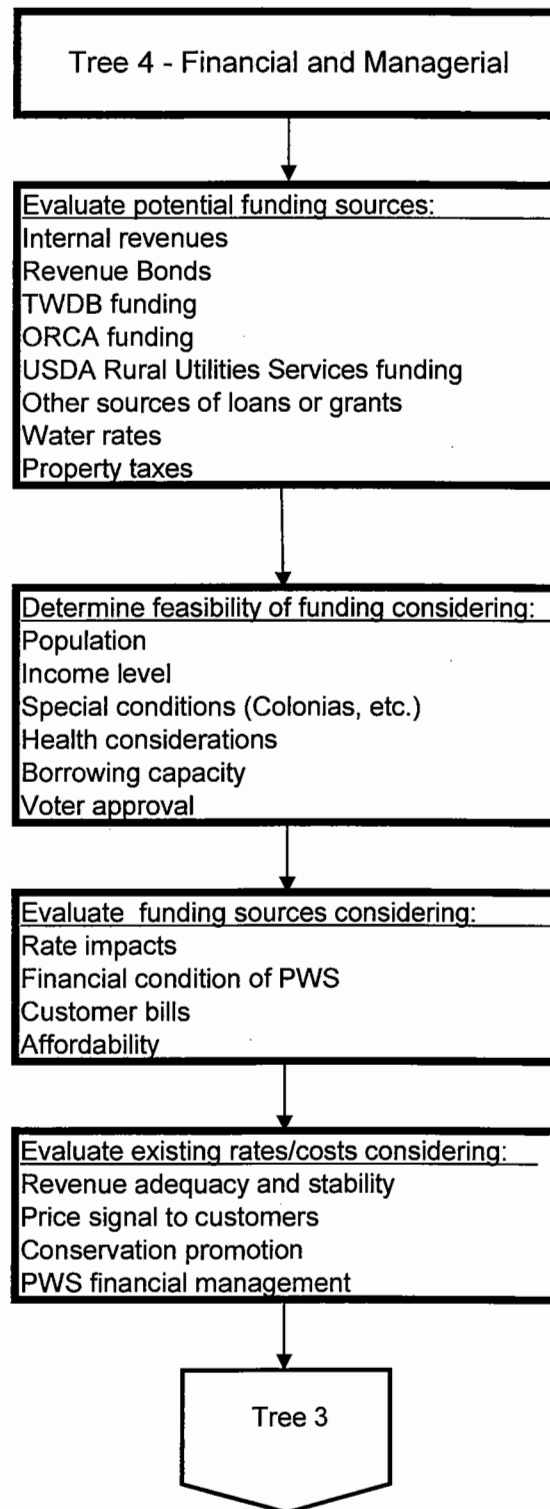 Tree 4 - Financial and Managerial
Evaluate potential funding sources:
Internal revenues
Revenue Bonds
TWDB funding
ORCA funding
USDA Rural Utilities Services funding
Other sources of loans or grants
Water rates
Property taxes
Determine feasibility of funding considering:
Population
Income level
Special conditions (Colonias, etc.)
Health considerations
Borrowing capacity
Voter approval
Evaluate funding sources considering:
Rate impacts
Financial condition of PWS
Customer bills
Affordability
Evaluate existing rates/costs considering:
Revenue adequacy and stability
Price signal to customers
Conservation promotion
PWS financial management
Tree 3